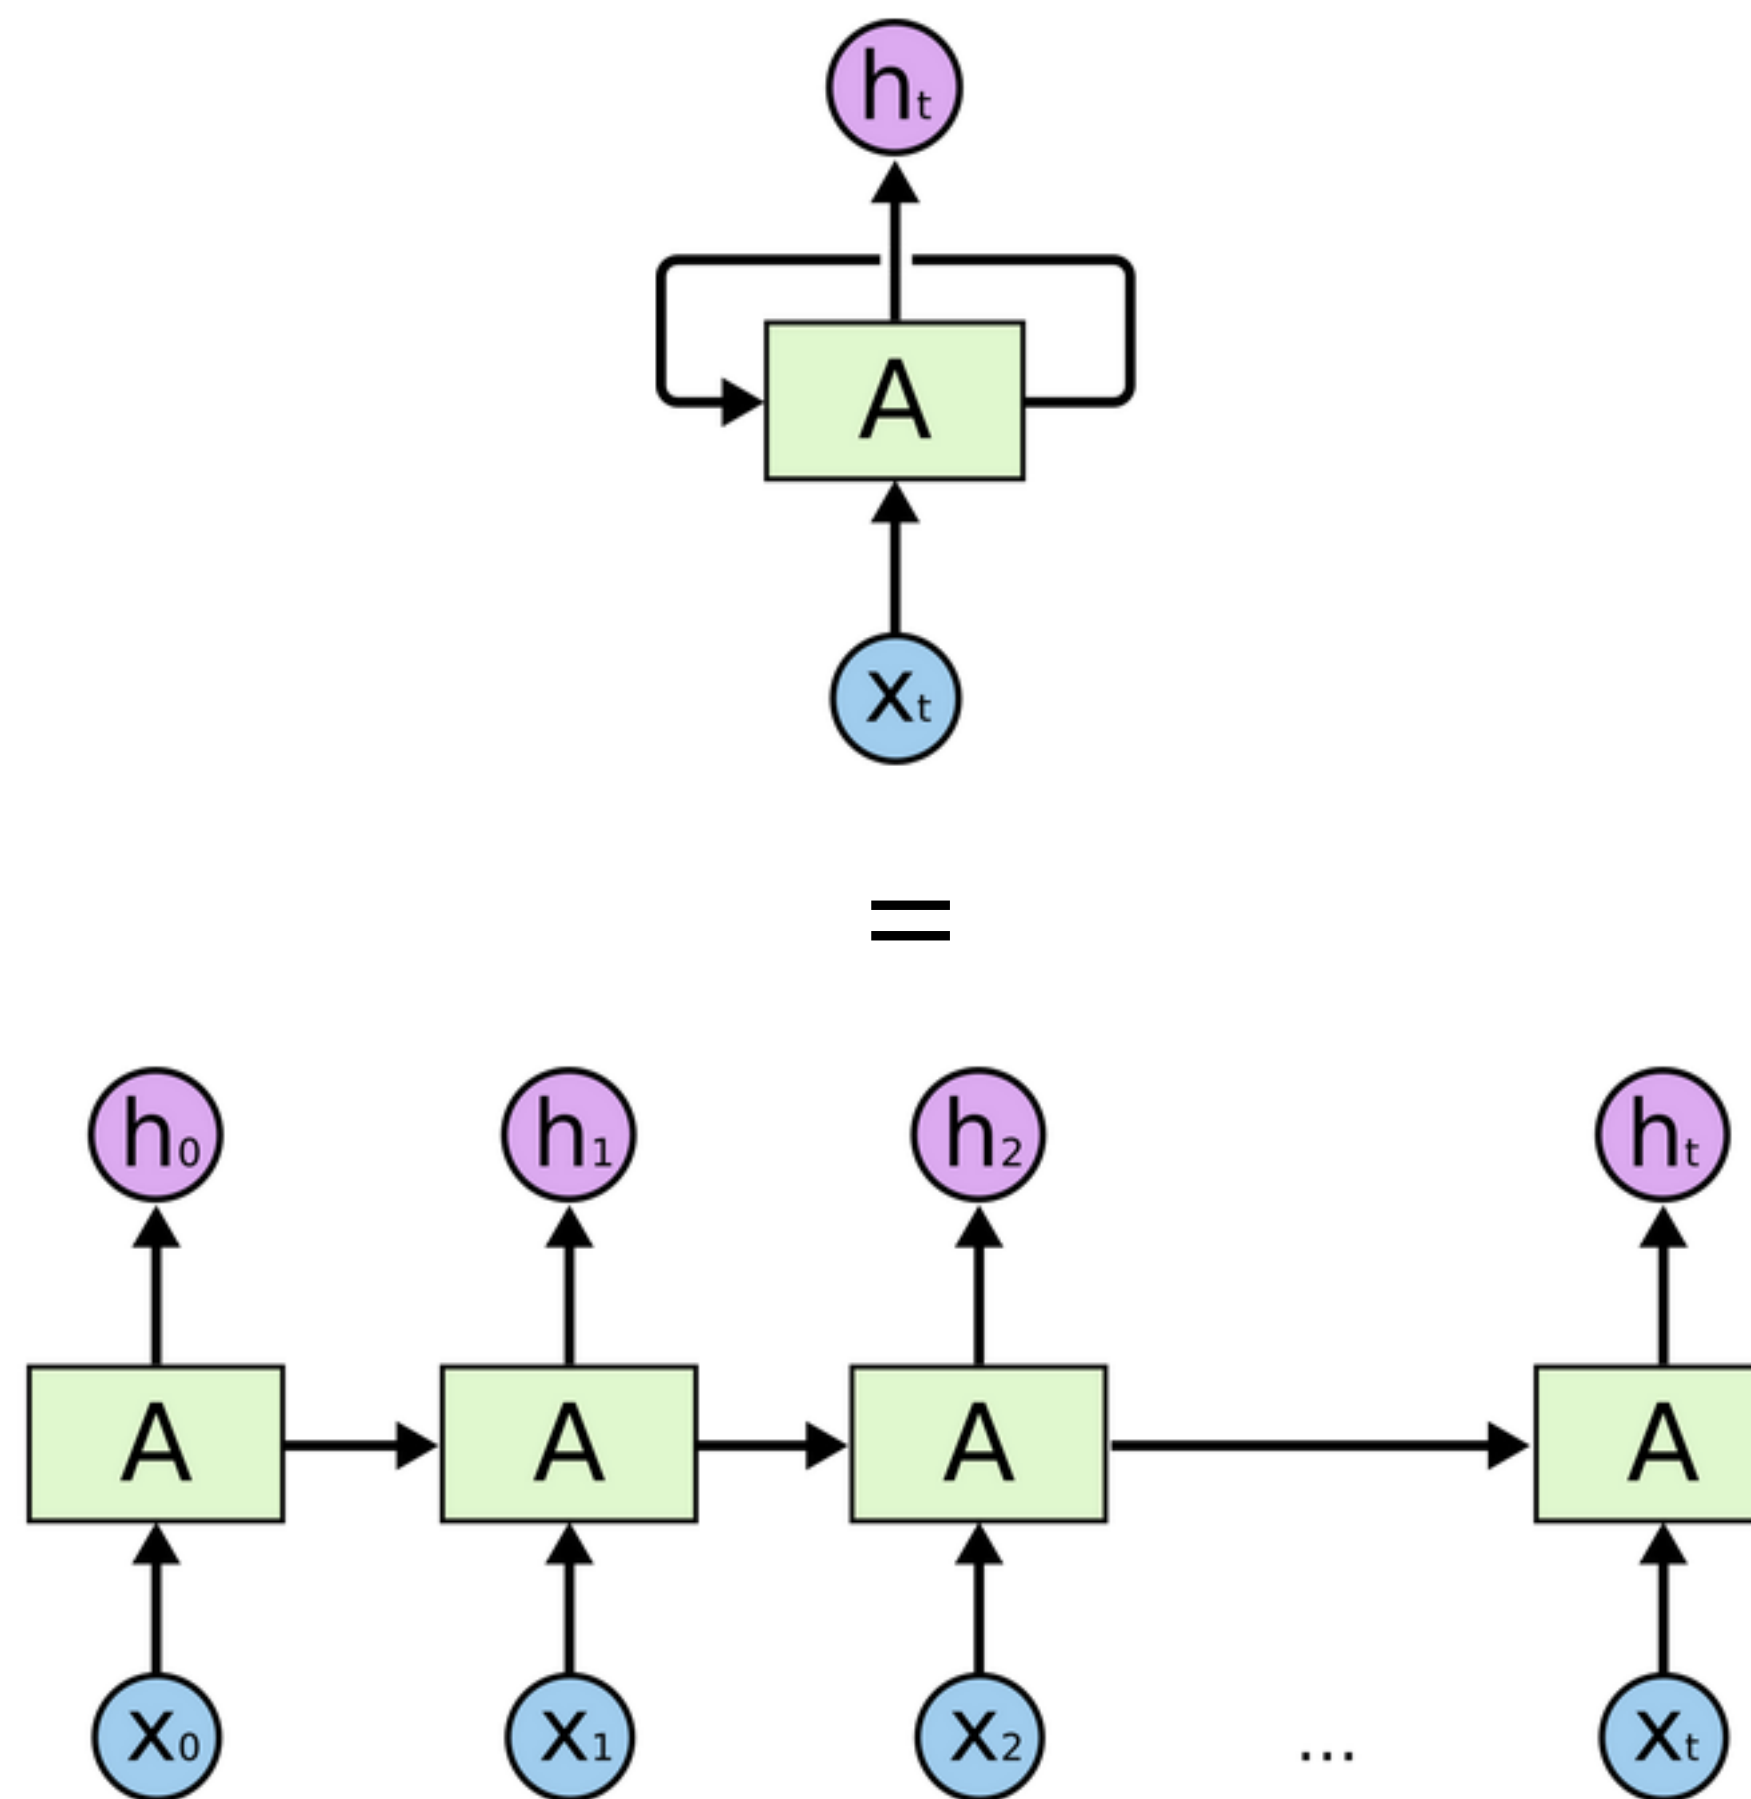 hₜ
A
xₜ
=
h₀ h₁ h₂ hₜ
A A A A
x₀ x₁ x₂ ... xₜ